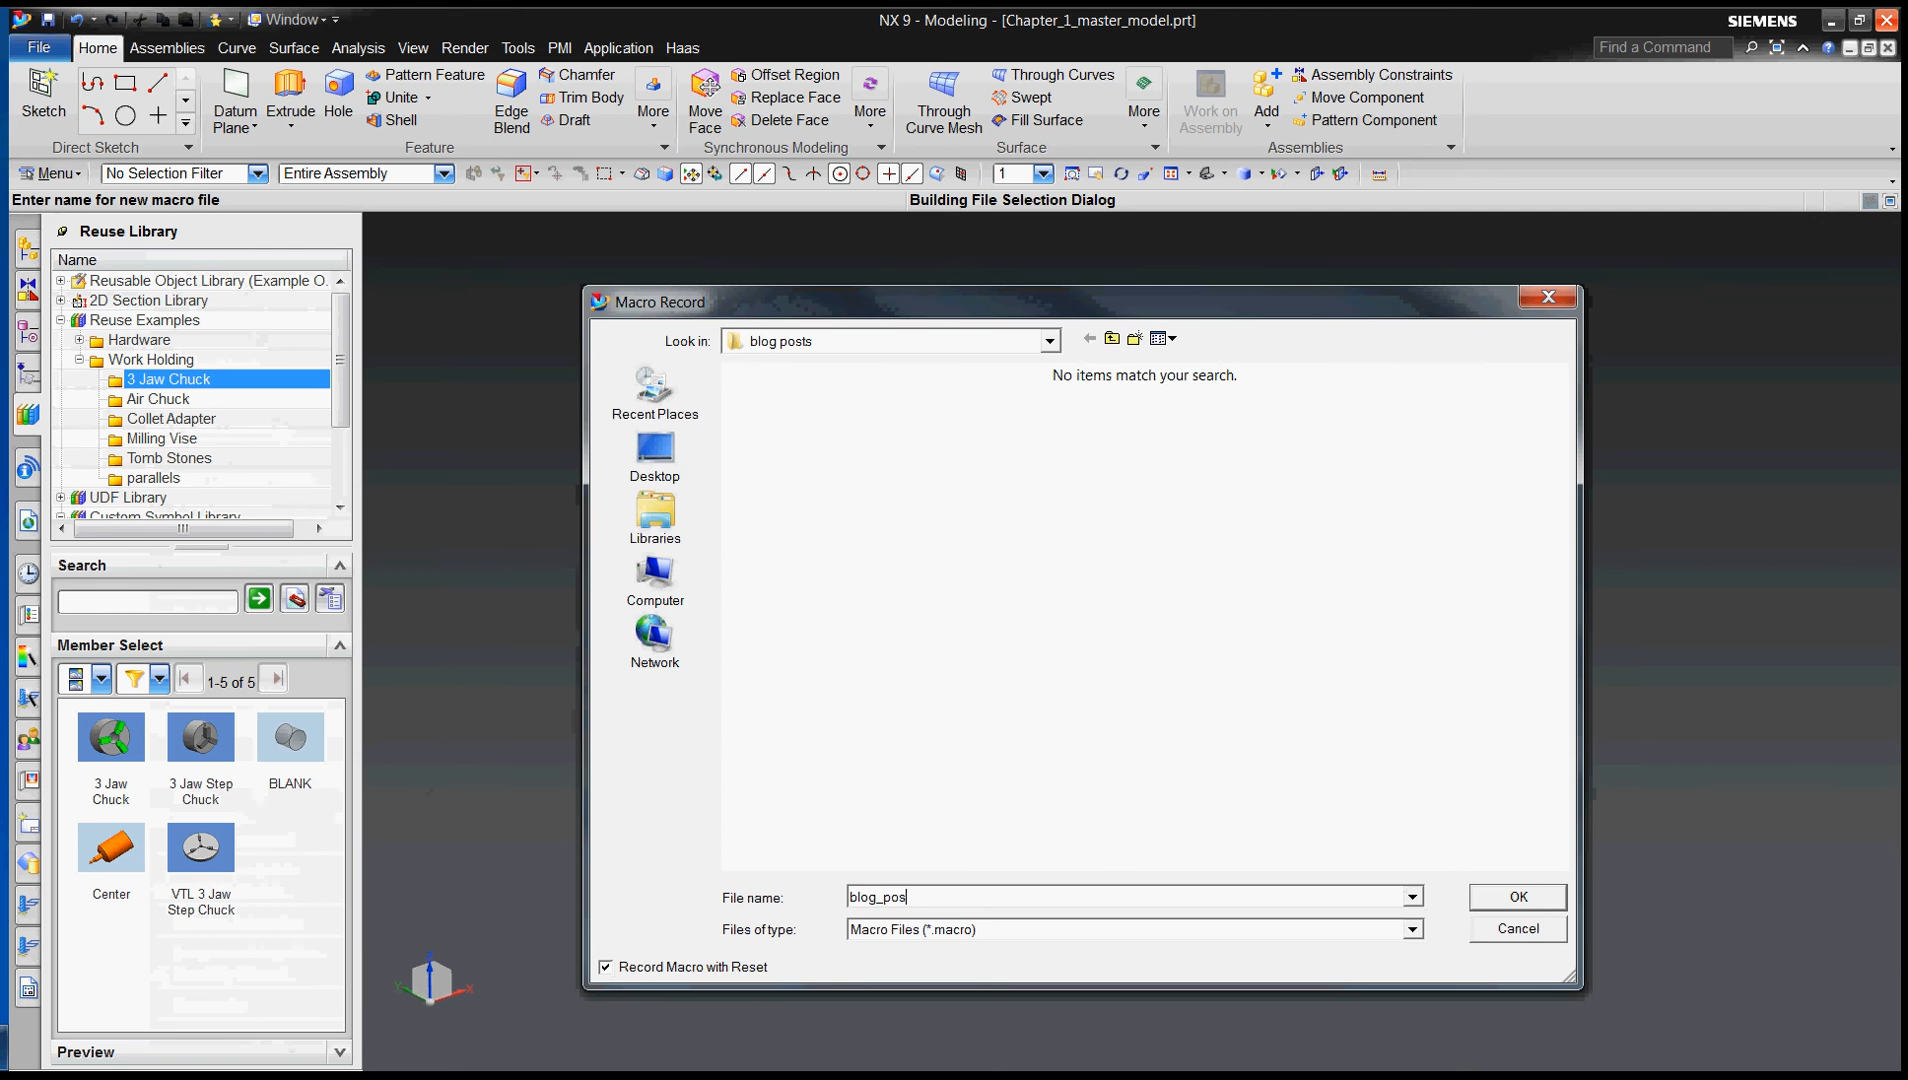 Window
NX 9 - Modeling - [Chapter_1_master_model.prt]
SIEMENS
File Home Assemblies Curve Surface Analysis View Render Tools PMI Application Haas
Find a Command
Sketch
Direct Sketch
Datum Plane
Extrude
Hole
Pattern Feature
Unite
Shell
Edge Blend
Chamfer
Trim Body
Draft
More
Feature
Move Face
Offset Region
Replace Face
Delete Face
More
Synchronous Modeling
Through Curve Mesh
Through Curves
Swept
Fill Surface
More
Surface
Work on Assembly
Add
Assembly Constraints
Move Component
Pattern Component
Assemblies
Menu
No Selection Filter
Entire Assembly
1
Enter name for new macro file
Building File Selection Dialog
Reuse Library
Name
Reusable Object Library (Example O.
2D Section Library
Reuse Examples
Hardware
Work Holding
3 Jaw Chuck
Air Chuck
Collet Adapter
Milling Vise
Tomb Stones
parallels
UDF Library
Custom Symbol Library
Search
Member Select
1-5 of 5
3 Jaw Chuck
3 Jaw Step Chuck
BLANK
Center
VTL 3 Jaw Step Chuck
Preview
Macro Record
Look in:
blog posts
No items match your search.
Recent Places
Desktop
Libraries
Computer
Network
File name:
blog_pos
OK
Files of type:
Macro Files (*.macro)
Cancel
Record Macro with Reset
X
Y